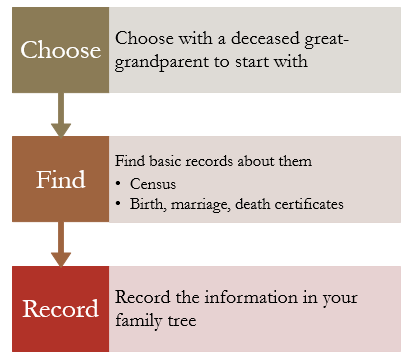 Choose
Choose with a deceased great-
grandparent to start with
Find
Find basic records about them
• Census
• Birth, marriage, death certificates
Record
Record the information in your
family tree